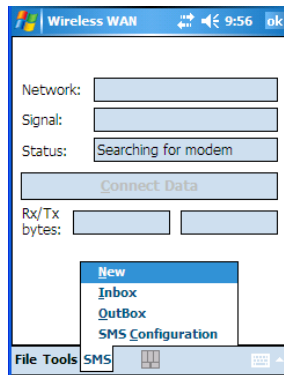 Wireless WAN 9:56 ok
Network:
Signal:
Status: Searching for modem
Connect Data
Rx/Tx
bytes:
New
Inbox
OutBox
SMS Configuration
File Tools SMS